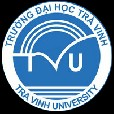 TRƯỜNG ĐẠI HỌC TRÀ VINH
TVU
TRA VINH UNIVERSITY